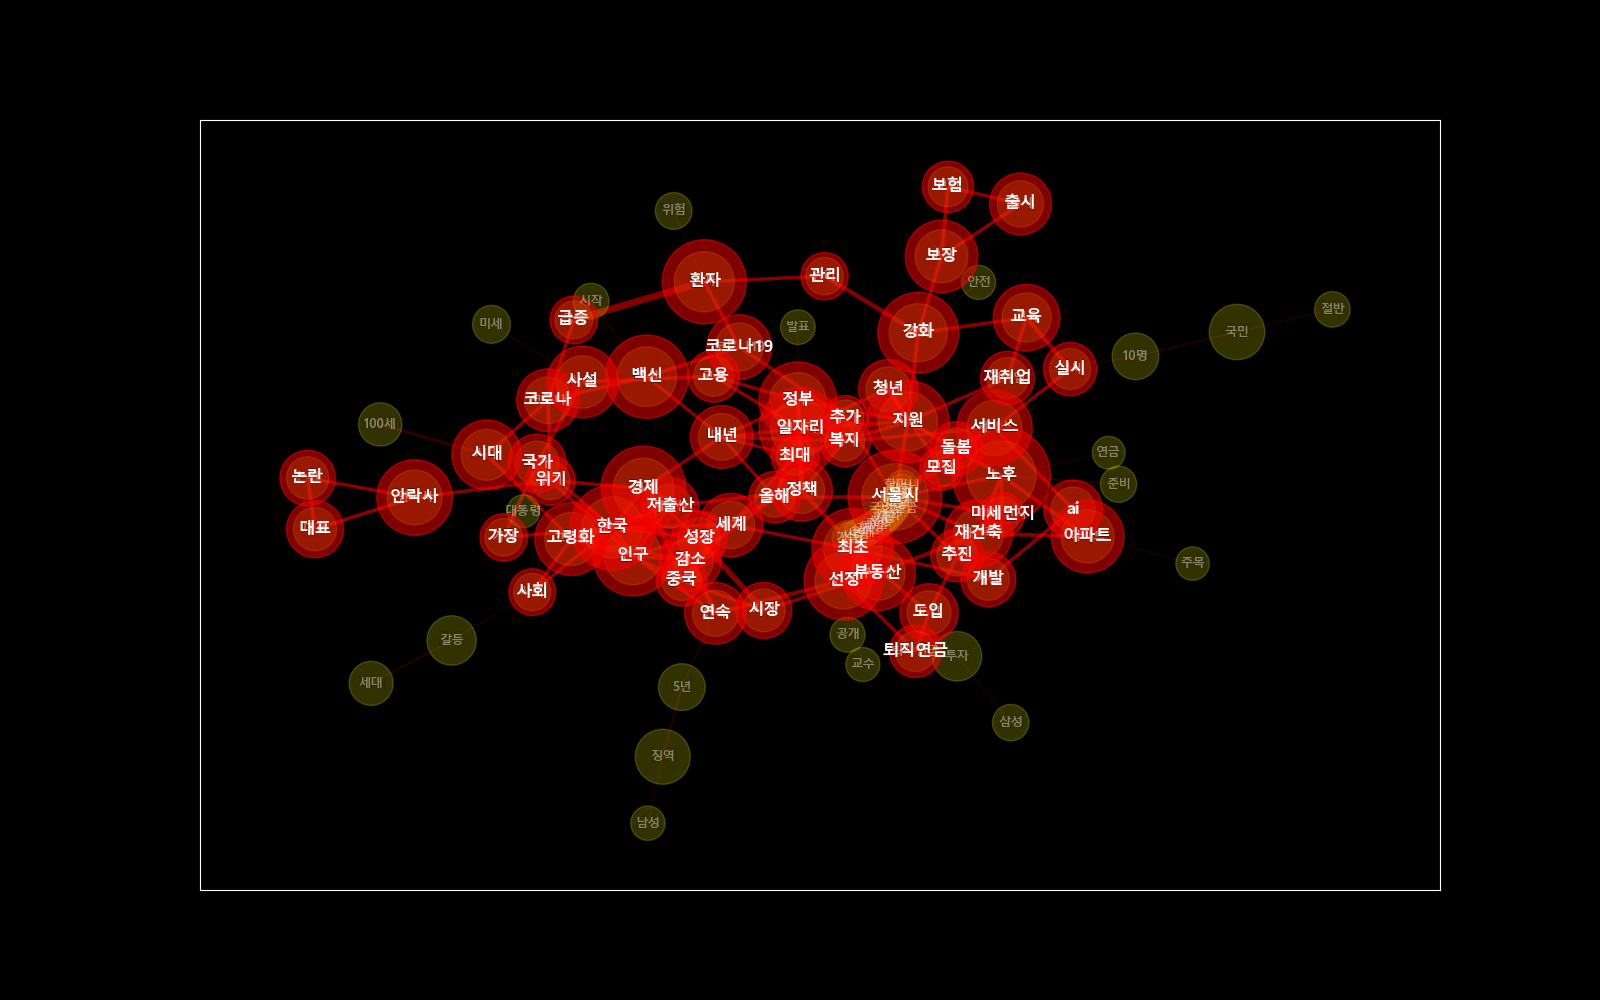 보험
출시
위험
보장
환자
관리
안전
시작
급증
미세
발표
강화
교육
절반
국민
코로나19
10명
실시
사설
백신
고용
재취업
코로나
정부
청년
100세
일자리
추가
지원
서비스
시대
내년
복지
돌봄
국가
최대
모집
연금
논란
위기
노후
준비
안락사
경제
올해
정책
서울시
저출산
대통령
미세먼지
ai
대표
한국
세계
가장
고령화
성장
재건축
아파트
인구
감소
최초
추진
주목
중국
선정
부동산
개발
사회
연속
시장
도입
갈등
공개
퇴직연금
투자
교수
세대
5년
삼성
징역
남성
할머니